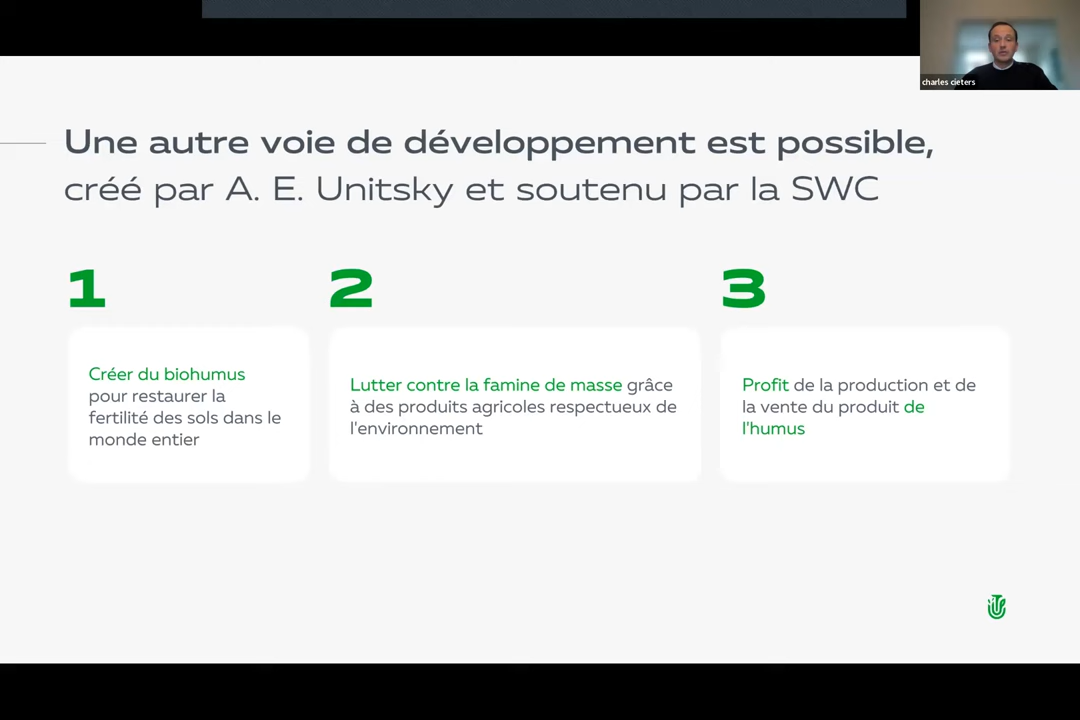 charles cieters
Une autre voie de développement est possible,
créé par A. E. Unitsky et soutenu par la SWC
1
Créer du biohumus
pour restaurer la
fertilité des sols dans le
monde entier
2
Lutter contre la famine de masse grâce
à des produits agricoles respectueux de
l'environnement
3
Profit de la production et de
la vente du produit de
l'humus